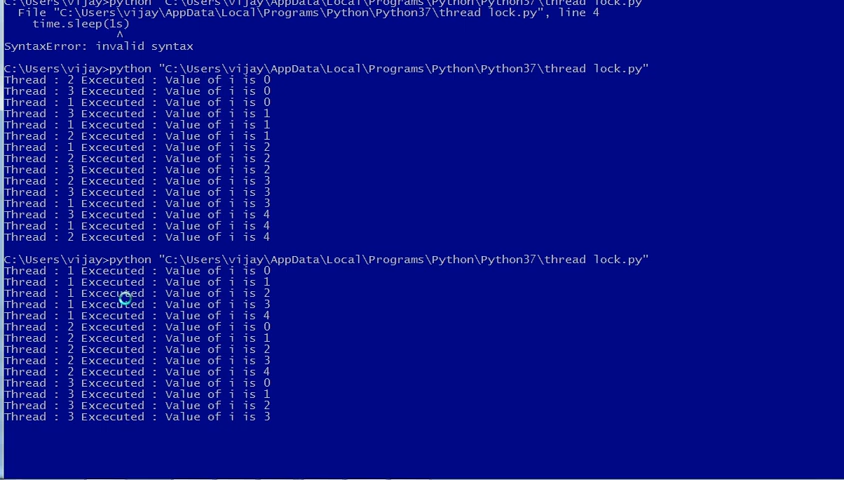 C:\Users\vijay>python "C:\Users\vijay\AppData\Local\Programs\Python\Python37\thread lock.py"
File "C:\Users\vijay\AppData\Local\Programs\Python\Python37\thread lock.py", line 4
time.sleep(1s)
^
SyntaxError: invalid syntax
C:\Users\vijay>python "C:\Users\vijay\AppData\Local\Programs\Python\Python37\thread lock.py"
Thread : 2 Excecuted : Value of i is 0
Thread : 3 Excecuted : Value of i is 0
Thread : 1 Excecuted : Value of i is 0
Thread : 3 Excecuted : Value of i is 1
Thread : 1 Excecuted : Value of i is 1
Thread : 2 Excecuted : Value of i is 1
Thread : 1 Excecuted : Value of i is 2
Thread : 2 Excecuted : Value of i is 2
Thread : 3 Excecuted : Value of i is 2
Thread : 2 Excecuted : Value of i is 3
Thread : 3 Excecuted : Value of i is 3
Thread : 1 Excecuted : Value of i is 3
Thread : 3 Excecuted : Value of i is 4
Thread : 1 Excecuted : Value of i is 4
Thread : 2 Excecuted : Value of i is 4
C:\Users\vijay>python "C:\Users\vijay\AppData\Local\Programs\Python\Python37\thread lock.py"
Thread : 1 Excecuted : Value of i is 0
Thread : 1 Excecuted : Value of i is 1
Thread : 1 Excecuted : Value of i is 2
Thread : 1 Excecuted : Value of i is 3
Thread : 1 Excecuted : Value of i is 4
Thread : 2 Excecuted : Value of i is 0
Thread : 2 Excecuted : Value of i is 1
Thread : 2 Excecuted : Value of i is 2
Thread : 2 Excecuted : Value of i is 3
Thread : 2 Excecuted : Value of i is 4
Thread : 3 Excecuted : Value of i is 0
Thread : 3 Excecuted : Value of i is 1
Thread : 3 Excecuted : Value of i is 2
Thread : 3 Excecuted : Value of i is 3